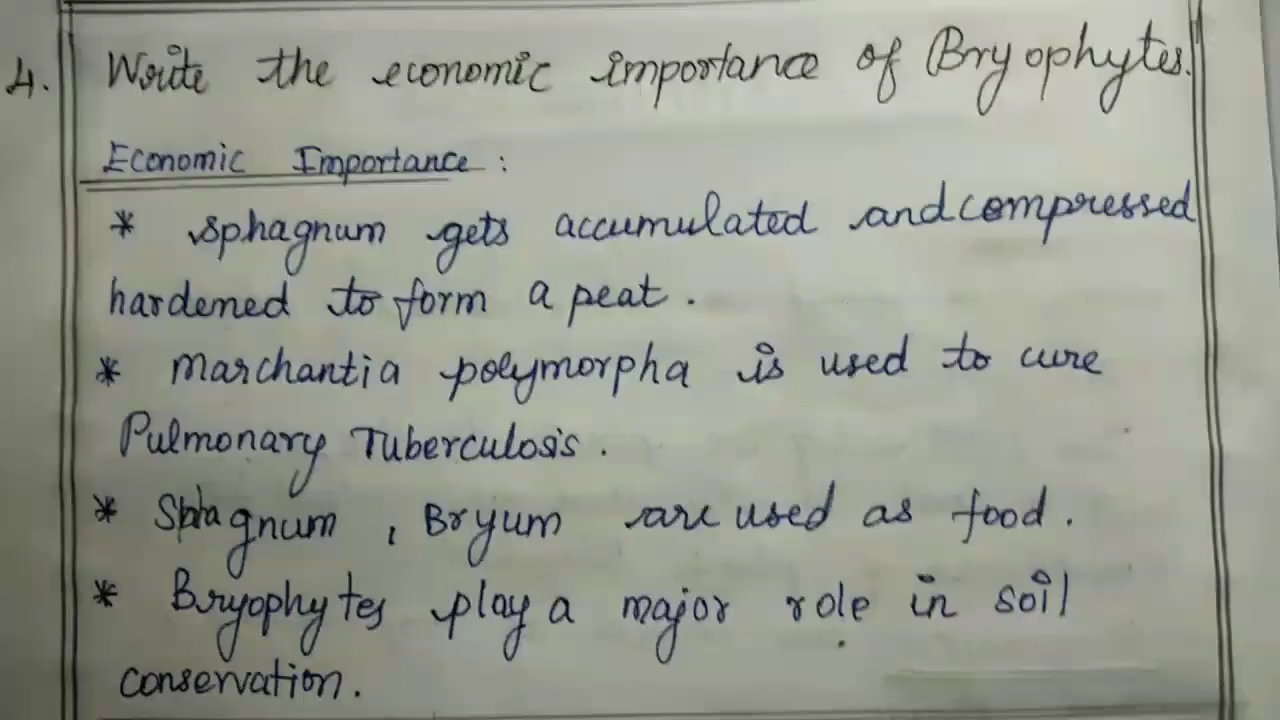 4. Write the economic importance of Bryophytes.
Economic Importance :
* Sphagnum gets accumulated and compressed
hardened to form a peat.
* Marchantia polymorpha is used to cure
Pulmonary Tuberculosis.
* Sphagnum, Bryum are used as food.
* Bryophytes play a major role in soil
conservation.